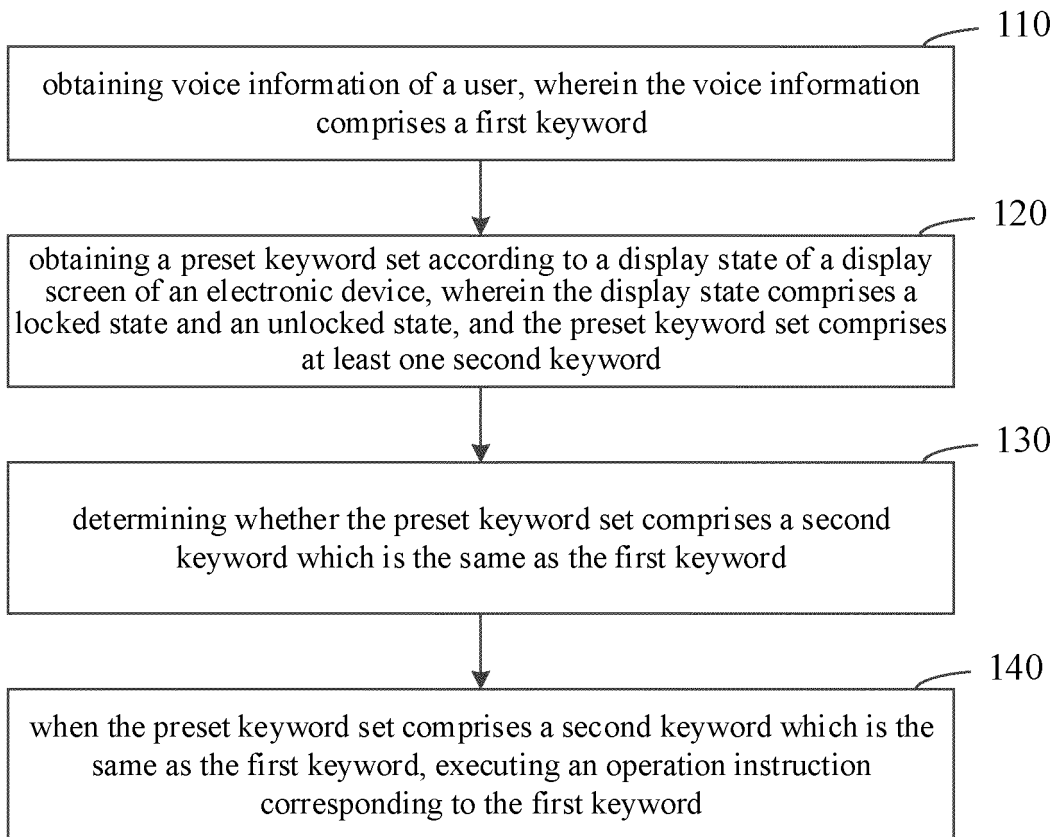 110
obtaining voice information of a user, wherein the voice information
comprises a first keyword
120
obtaining a preset keyword set according to a display state of a display
screen of an electronic device, wherein the display state comprises a
locked state and an unlocked state, and the preset keyword set comprises
at least one second keyword
130
determining whether the preset keyword set comprises a second
keyword which is the same as the first keyword
140
when the preset keyword set comprises a second keyword which is the
same as the first keyword, executing an operation instruction
corresponding to the first keyword